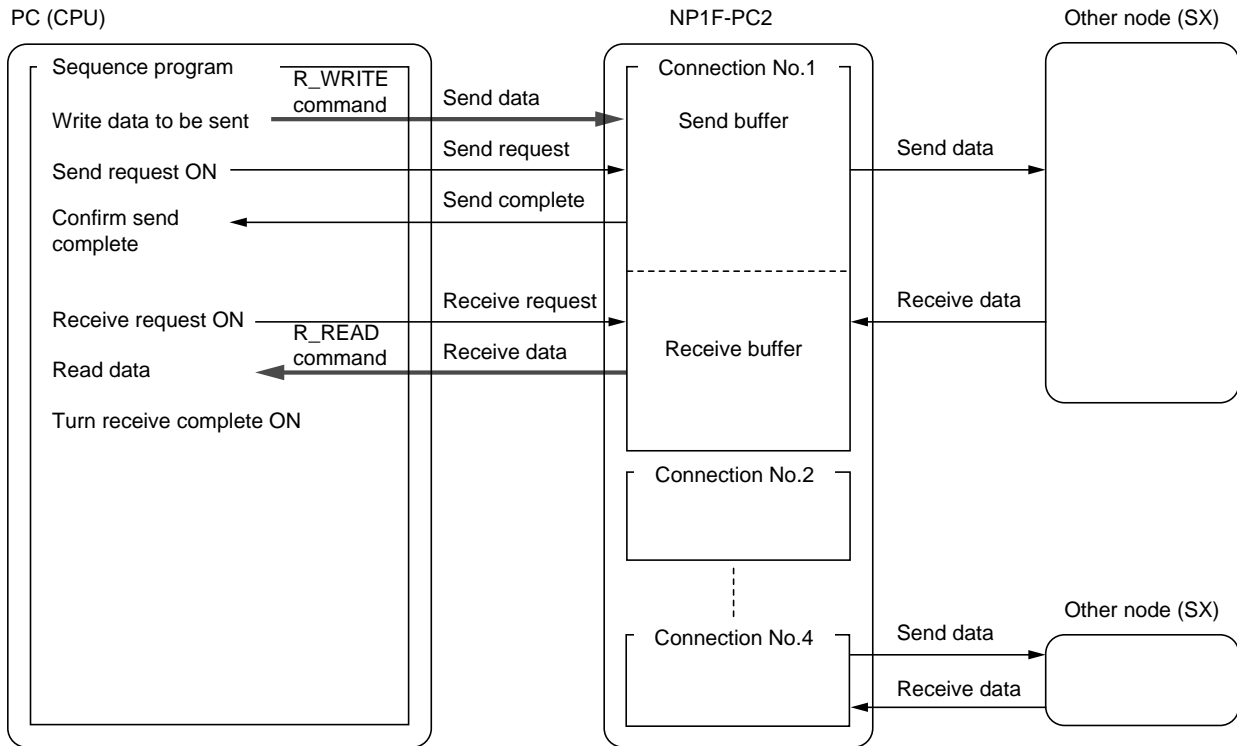 PC (CPU)
NP1F-PC2
Other node (SX)
Sequence program
R_WRITE
command
Send data
Connection No.1
Write data to be sent
Send buffer
Send request
Send data
Send request ON
Send complete
Confirm send
complete
Receive request
Receive data
Receive request ON
R_READ
command
Receive data
Receive buffer
Read data
Turn receive complete ON
Connection No.2
Other node (SX)
Connection No.4
Send data
Receive data